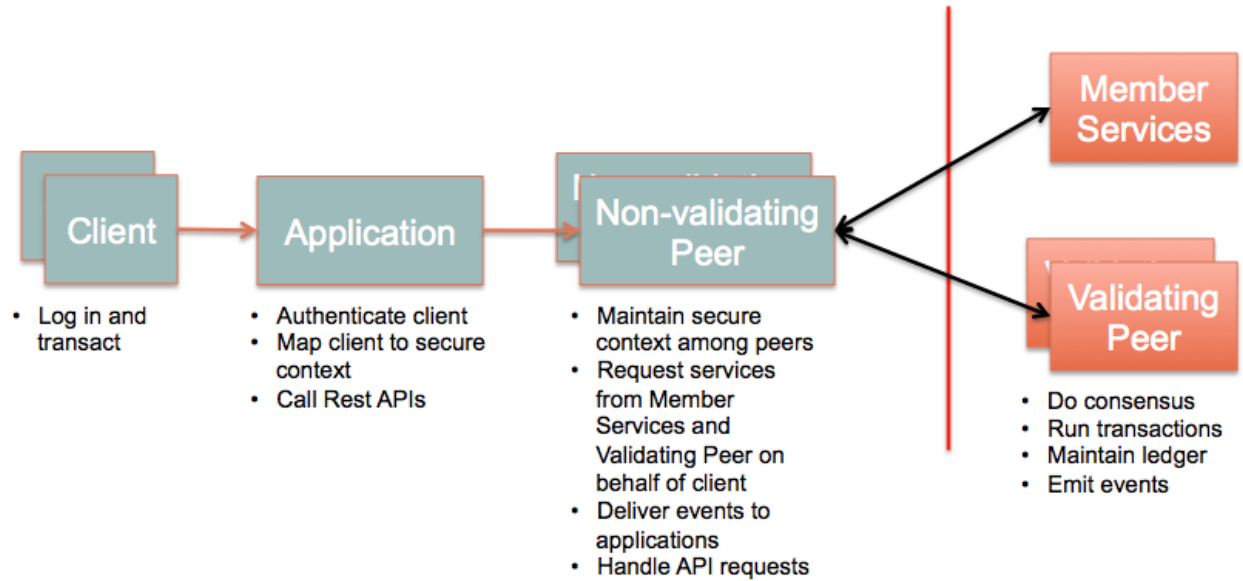 Client
• Log in and
transact
Application
• Authenticate client
• Map client to secure
context
• Call Rest APIs
Non-validating
Peer
• Maintain secure
context among peers
• Request services
from Member
Services and
Validating Peer on
behalf of client
• Deliver events to
applications
• Handle API requests
Member
Services
Validating
Peer
• Do consensus
• Run transactions
• Maintain ledger
• Emit events